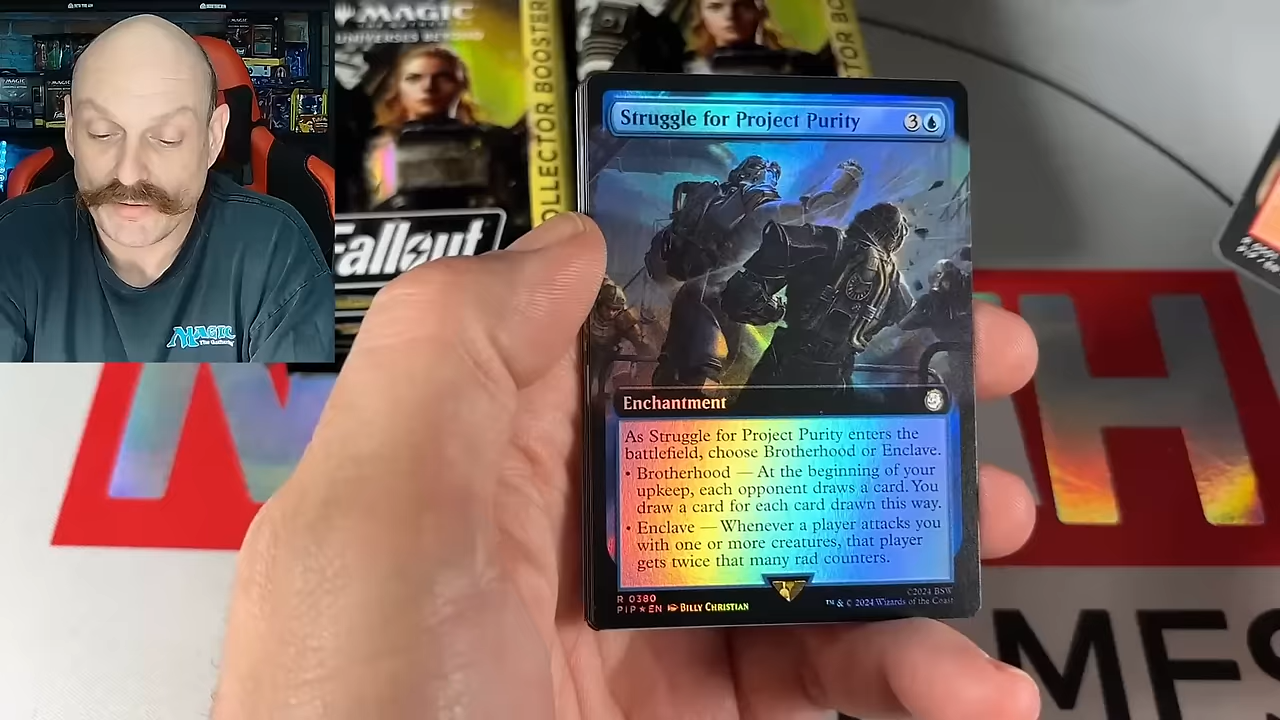 MAGIC
UNIVERSES BEYOND
COLLECTOR BOOSTER
Fallout
MAGIC
The Gathering
Struggle for Project Purity
3
Enchantment
As Struggle for Project Purity enters the
battlefield, choose Brotherhood or Enclave.
• Brotherhood — At the beginning of your
upkeep, each opponent draws a card. You
draw a card for each card drawn this way.
• Enclave — Whenever a player attacks you
with one or more creatures, that player
gets twice that many rad counters.
R 0380
PIP★EN BILLY CHRISTIAN
©2024 BSW
™ & © 2024 Wizards of the Coast